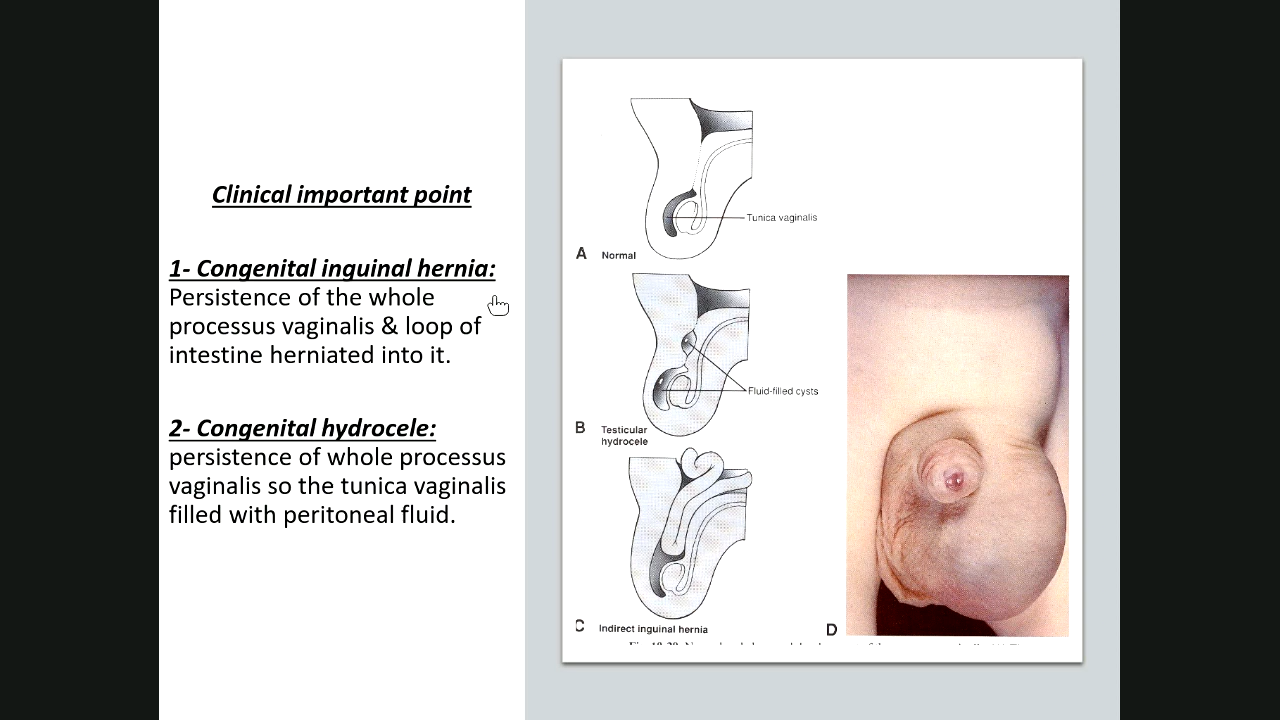 Clinical important point
1- Congenital inguinal hernia:
Persistence of the whole
processus vaginalis & loop of
intestine herniated into it.
2- Congenital hydrocele:
persistence of whole processus
vaginalis so the tunica vaginalis
filled with peritoneal fluid.
Tunica vaginalis
A Normal
Fluid-filled cysts
B Testicular
hydrocele
C Indirect inguinal hernia
D